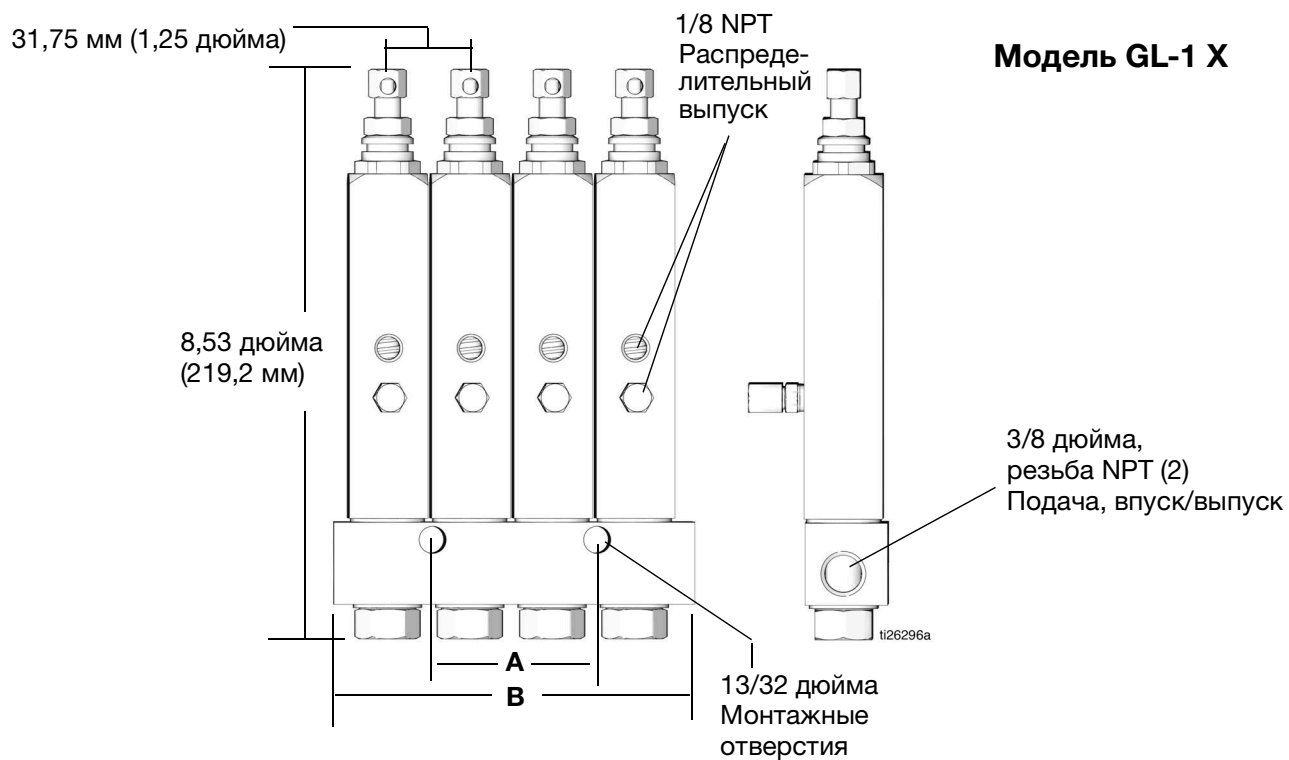 31,75 мм (1,25 дюйма)
1/8 NPT
Распреде-
лительный
выпуск
Модель GL-1 X
8,53 дюйма
(219,2 мм)
3/8 дюйма,
резьба NPT (2)
Подача, впуск/выпуск
ti26296a
A
B
13/32 дюйма
Монтажные
отверстия